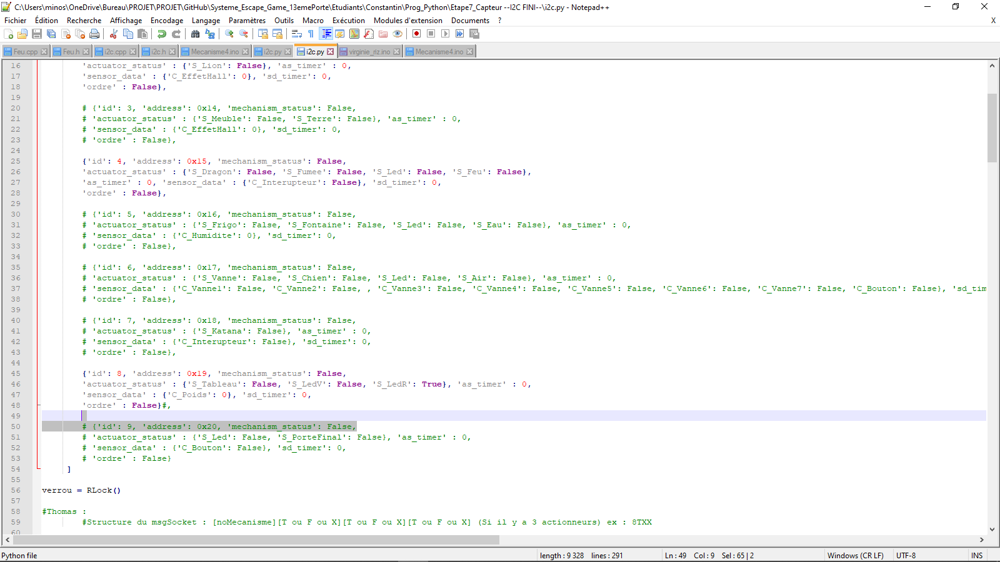 C:\Users\minos\OneDrive\Bureau\PROJET\PROJET\GitHub\Systeme_Escape_Game_13emePorte\Etudiants\Constantin\Prog_Python\Etape7_Capteur --I2C FINI--\i2c.py - Notepad++
Fichier Édition Recherche Affichage Encodage Langage Paramètres Outils Macro Exécution Modules d'extension Documents ? X
Feu.cpp Feu.h i2c.cpp i2c.h Mecanisme4.ino i2c.py i2c.py virginie_riz.ino Mecanisme4.ino
16 'actuator_status' : {'S_Lion': False}, 'as_timer' : 0,
17 'sensor_data' : {'C_EffetHall': 0}, 'sd_timer': 0,
18 'ordre' : False},
19
20 # {'id': 3, 'address': 0x14, 'mechanism_status': False,
21 # 'actuator_status' : {'S_Meuble': False, 'S_Terre': False}, 'as_timer' : 0,
22 # 'sensor_data' : {'C_EffetHall': 0}, 'sd_timer': 0,
23 # 'ordre' : False},
24
25 {'id': 4, 'address': 0x15, 'mechanism_status': False,
26 'actuator_status' : {'S_Dragon': False, 'S_Fumee': False, 'S_Led': False, 'S_Feu': False},
27 'as_timer' : 0, 'sensor_data' : {'C_Interupteur': False}, 'sd_timer': 0,
28 'ordre' : False},
29
30 # {'id': 5, 'address': 0x16, 'mechanism_status': False,
31 # 'actuator_status' : {'S_Frigo': False, 'S_Fontaine': False, 'S_Led': False, 'S_Eau': False}, 'as_timer' : 0,
32 # 'sensor_data' : {'C_Humidite': 0}, 'sd_timer': 0,
33 # 'ordre' : False},
34
35 # {'id': 6, 'address': 0x17, 'mechanism_status': False,
36 # 'actuator_status' : {'S_Vanne': False, 'S_Chien': False, 'S_Led': False, 'S_Air': False}, 'as_timer' : 0,
37 # 'sensor_data' : {'C_Vanne1': False, 'C_Vanne2': False, , 'C_Vanne3': False, 'C_Vanne4': False, 'C_Vanne5': False, 'C_Vanne6': False, 'C_Vanne7': False, 'C_Bouton': False}, 'sd_tim
38 # 'ordre' : False},
39
40 # {'id': 7, 'address': 0x18, 'mechanism_status': False,
41 # 'actuator_status' : {'S_Katana': False}, 'as_timer' : 0,
42 # 'sensor_data' : {'C_Interupteur': False}, 'sd_timer': 0,
43 # 'ordre' : False},
44
45 {'id': 8, 'address': 0x19, 'mechanism_status': False,
46 'actuator_status' : {'S_Tableau': False, 'S_LedV': False, 'S_LedR': True}, 'as_timer' : 0,
47 'sensor_data' : {'C_Poids': 0}, 'sd_timer': 0,
48 'ordre' : False}#,
49
50 # {'id': 9, 'address': 0x20, 'mechanism_status': False,
51 # 'actuator_status' : {'S_Led': False, 'S_PorteFinal': False}, 'as_timer' : 0,
52 # 'sensor_data' : {'C_Bouton': False}, 'sd_timer': 0,
53 # 'ordre' : False}
54 ]
55
56 verrou = RLock()
57
58 #Thomas :
59 #Structure du msgSocket : [noMecanisme][T ou F ou X][T ou F ou X][T ou F ou X] (Si il y a 3 actionneurs) ex : 8TXX
60
Python file length : 9 328 lines : 291 Ln : 49 Col : 9 Sel : 65 | 2 Windows (CR LF) UTF-8 INS